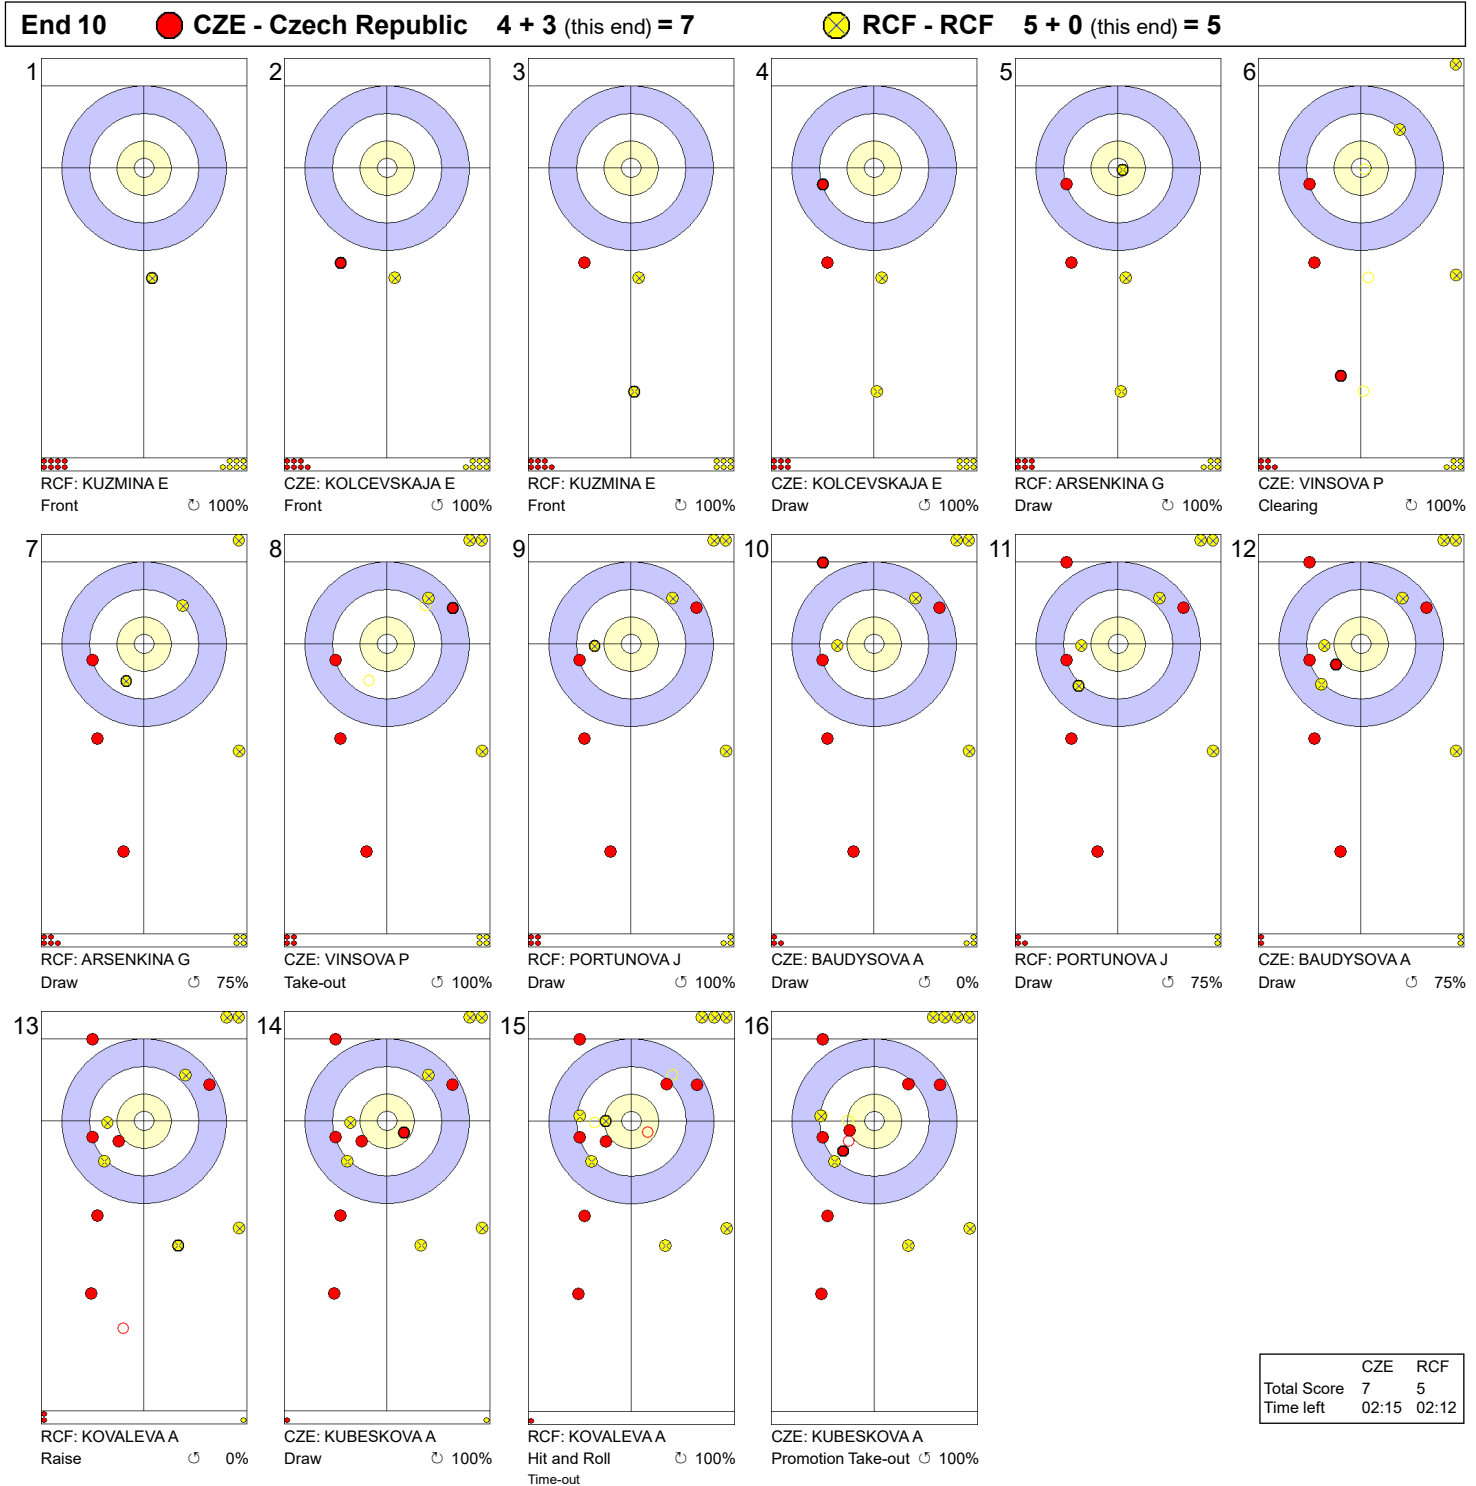 End 10 CZE - Czech Republic 4 + 3 (this end) = 7 RCF - RCF 5 + 0 (this end) = 5
1 2 3 4 5 6
RCF: KUZMINA E CZE: KOLCEVSKAJA E RCF: KUZMINA E CZE: KOLCEVSKAJA E RCF: ARSENKINA G CZE: VINSOVA P
Front ↻ 100% Front ↻ 100% Front ↻ 100% Draw ↻ 100% Draw ↻ 100% Clearing ↻ 100%
7 8 9 10 11 12
RCF: ARSENKINA G CZE: VINSOVA P RCF: PORTUNOVA J CZE: BAUDYSOVA A RCF: PORTUNOVA J CZE: BAUDYSOVA A
Draw ↺ 75% Take-out ↺ 100% Draw ↺ 100% Draw ↺ 0% Draw ↺ 75% Draw ↺ 75%
13 14 15 16
RCF: KOVALEVA A CZE: KUBESKOVA A RCF: KOVALEVA A CZE: KUBESKOVA A
Raise ↺ 0% Draw ↻ 100% Hit and Roll ↻ 100% Promotion Take-out ↺ 100%
Time-out
CZE RCF
Total Score 7 5
Time left 02:15 02:12